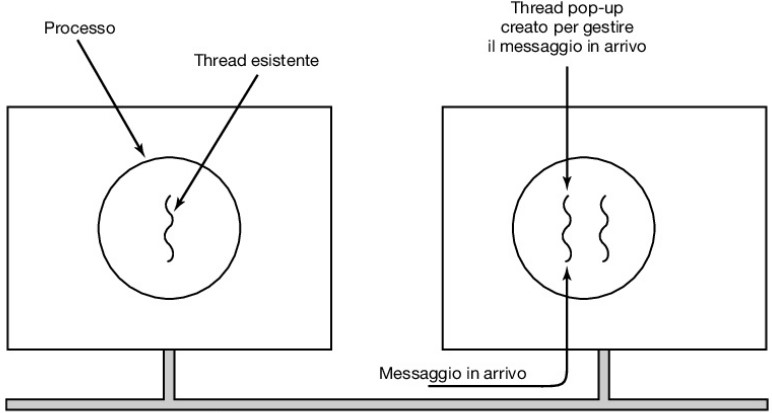 Processo
Thread esistente
Thread pop-up
creato per gestire
il messaggio in arrivo
Messaggio in arrivo